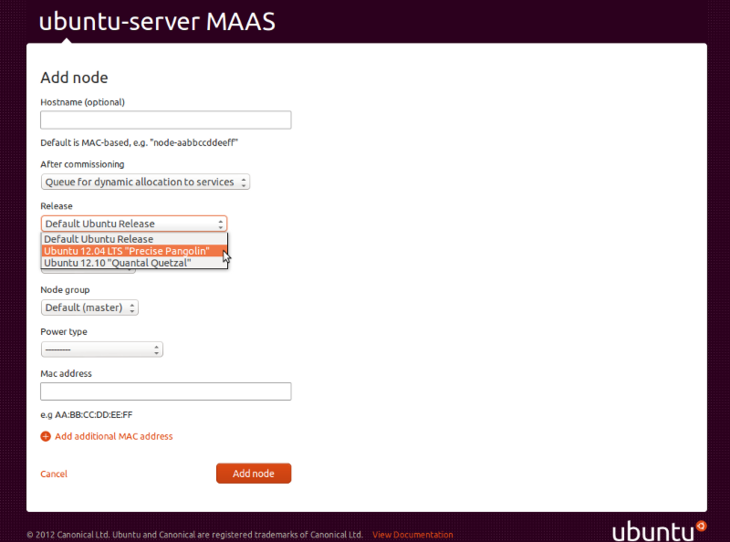 ubuntu-server MAAS
Add node
Hostname (optional)
Default is MAC-based, e.g. "node-aabbccddeeff"
After commissioning
Queue for dynamic allocation to services
Release
Default Ubuntu Release
Default Ubuntu Release
Ubuntu 12.04 LTS "Precise Pangolin"
Ubuntu 12.10 "Quantal Quetzal"
Node group
Default (master)
Power type
--------
Mac address
e.g AA:BB:CC:DD:EE:FF
Add additional MAC address
Cancel
Add node
© 2012 Canonical Ltd. Ubuntu and Canonical are registered trademarks of Canonical Ltd. View Documentation
ubuntu